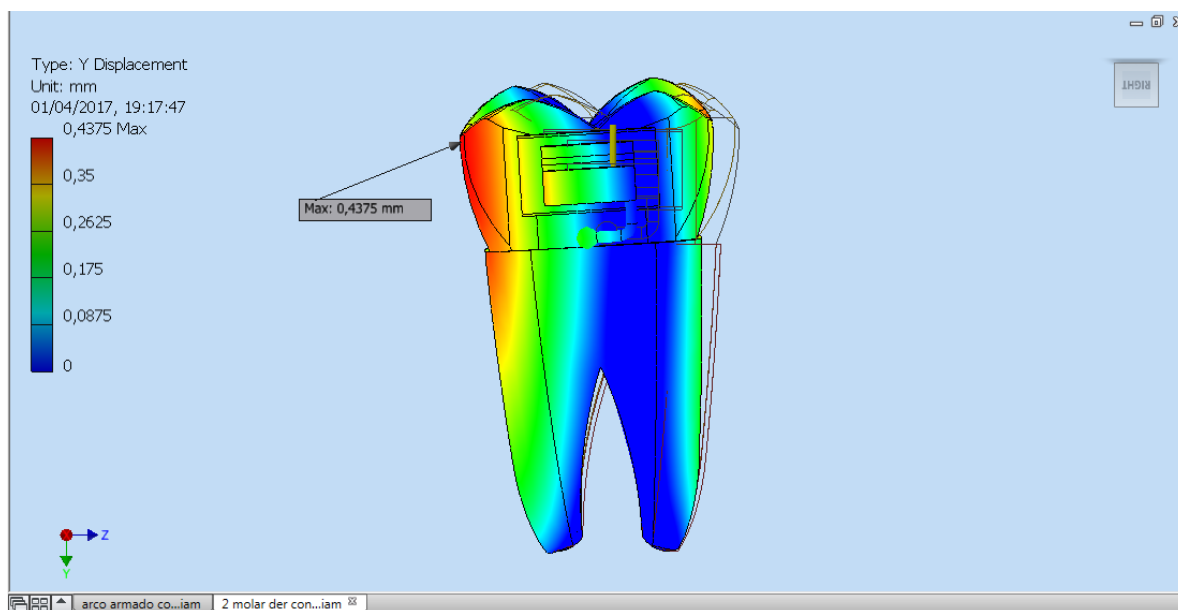 Type: Y Displacement
Unit: mm
01/04/2017, 19:17:47
0,4375 Max
0,35
0,2625
0,175
0,0875
0
Max: 0,4375 mm
RIGHT
Z
Y
arco armado co...iam
2 molar der con...iam